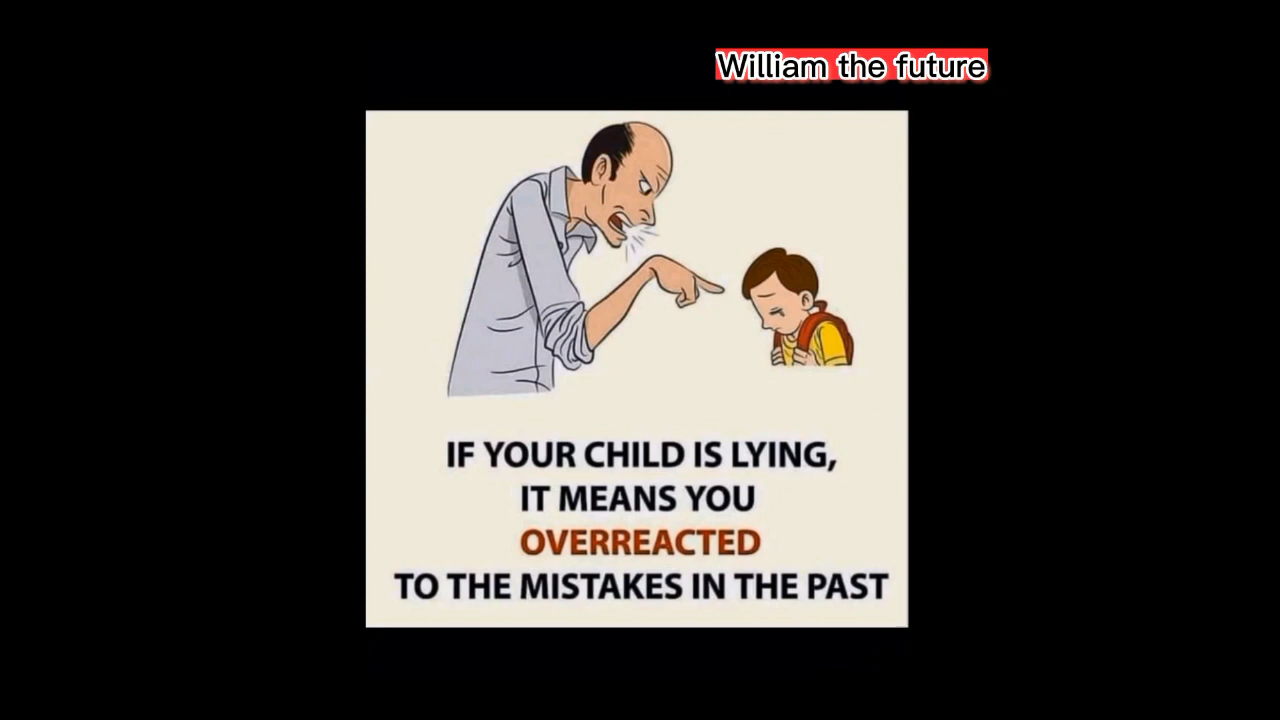 William the future
IF YOUR CHILD IS LYING,
IT MEANS YOU
OVERREACTED
TO THE MISTAKES IN THE PAST